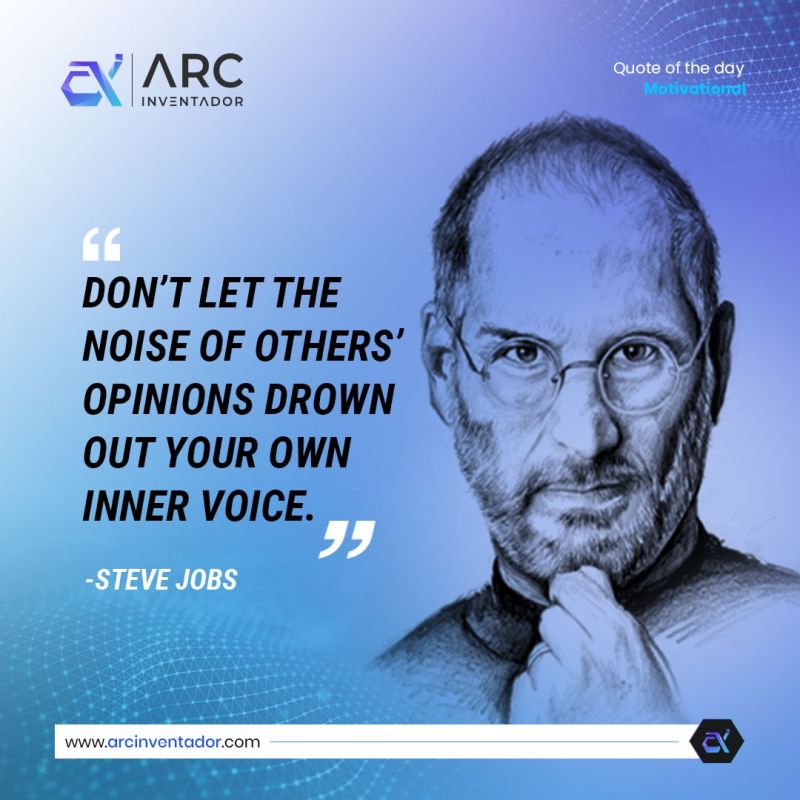 ARC
INVENTADOR
Quote of the day
Motivational
“
DON’T LET THE
NOISE OF OTHERS’
OPINIONS DROWN
OUT YOUR OWN
INNER VOICE.
”
-STEVE JOBS
www.arcinventador.com